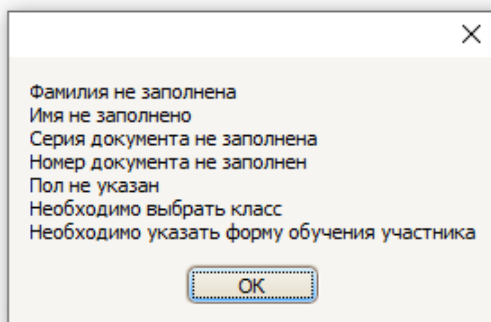 Фамилия не заполнена
Имя не заполнено
Серия документа не заполнена
Номер документа не заполнен
Пол не указан
Необходимо выбрать класс
Необходимо указать форму обучения участника
ОК